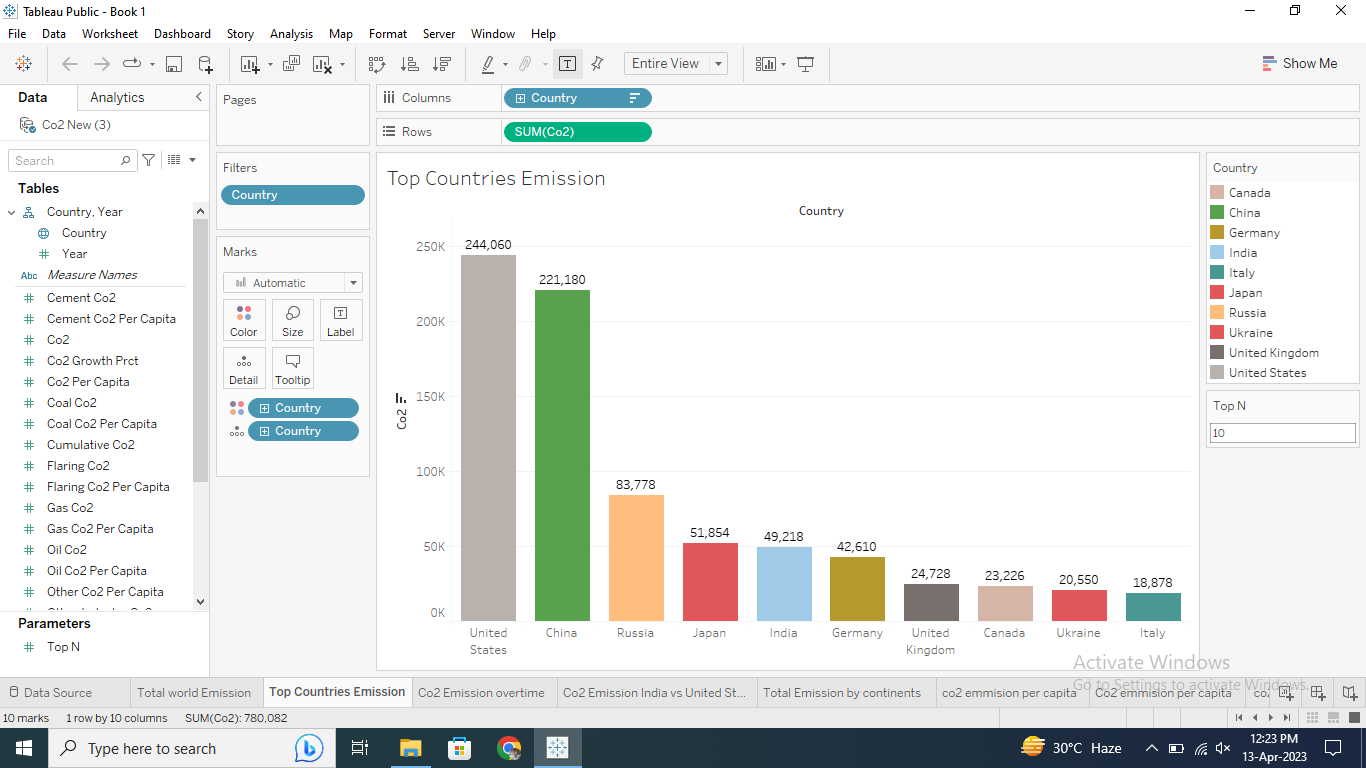 Tableau Public - Book 1
File Data Worksheet Dashboard Story Analysis Map Format Server Window Help
Entire View
Show Me
Data Analytics
Co2 New (3)
Search
Tables
Country, Year
Country
Year
Abc Measure Names
Cement Co2
Cement Co2 Per Capita
Co2
Co2 Growth Prct
Co2 Per Capita
Coal Co2
Coal Co2 Per Capita
Cumulative Co2
Flaring Co2
Flaring Co2 Per Capita
Gas Co2
Gas Co2 Per Capita
Oil Co2
Oil Co2 Per Capita
Other Co2 Per Capita
Parameters
Top N
Pages
Filters
Country
Marks
Automatic
Color Size Label
Detail Tooltip
Country
Country
Columns Country
Rows SUM(Co2)
Top Countries Emission
Country
Co2
250K
200K
150K
100K
50K
0K
244,060
221,180
83,778
51,854
49,218
42,610
24,728
23,226
20,550
18,878
United States
China
Russia
Japan
India
Germany
United Kingdom
Canada
Ukraine
Italy
Country
Canada
China
Germany
India
Italy
Japan
Russia
Ukraine
United Kingdom
United States
Top N
10
Activate Windows
Go to Settings to activate Windows.
Data Source Total world Emission Top Countries Emission Co2 Emission overtime Co2 Emission India vs United St... Total Emission by continents co2 emmision per capita Co2 emmision per capita co.
10 marks 1 row by 10 columns SUM(Co2): 780,082
Type here to search
30°C Haze
12:23 PM
13-Apr-2023